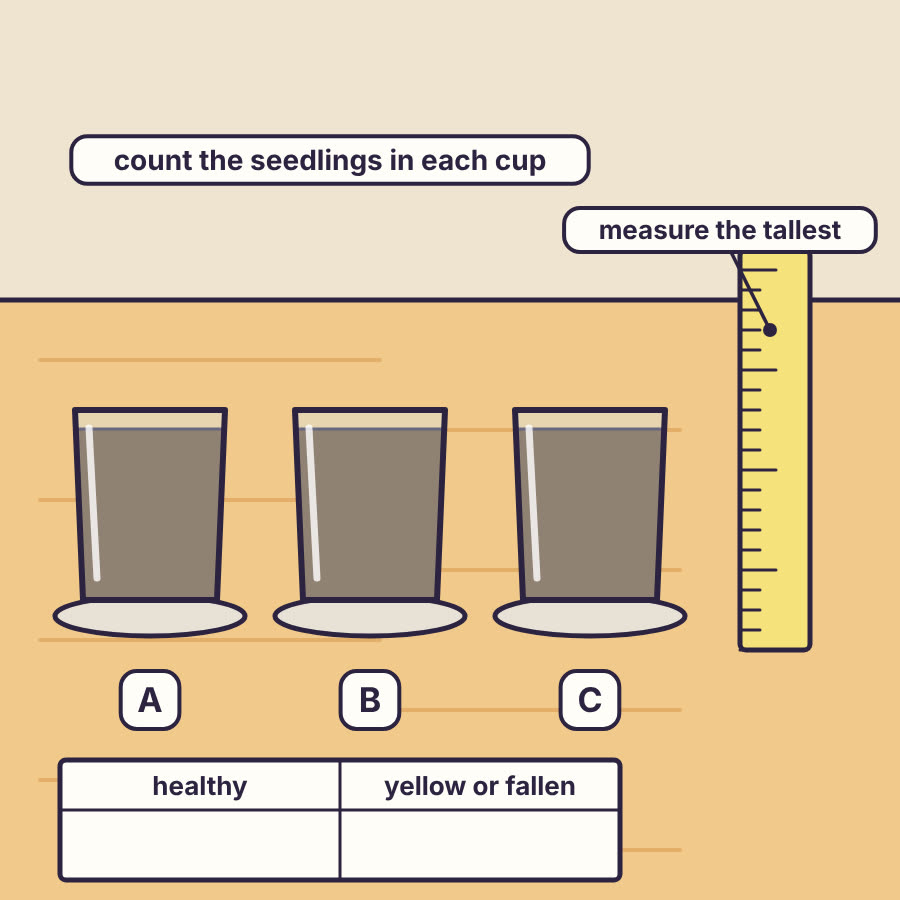 count the seedlings in each cup
measure the tallest
A
B
C
healthy
yellow or fallen